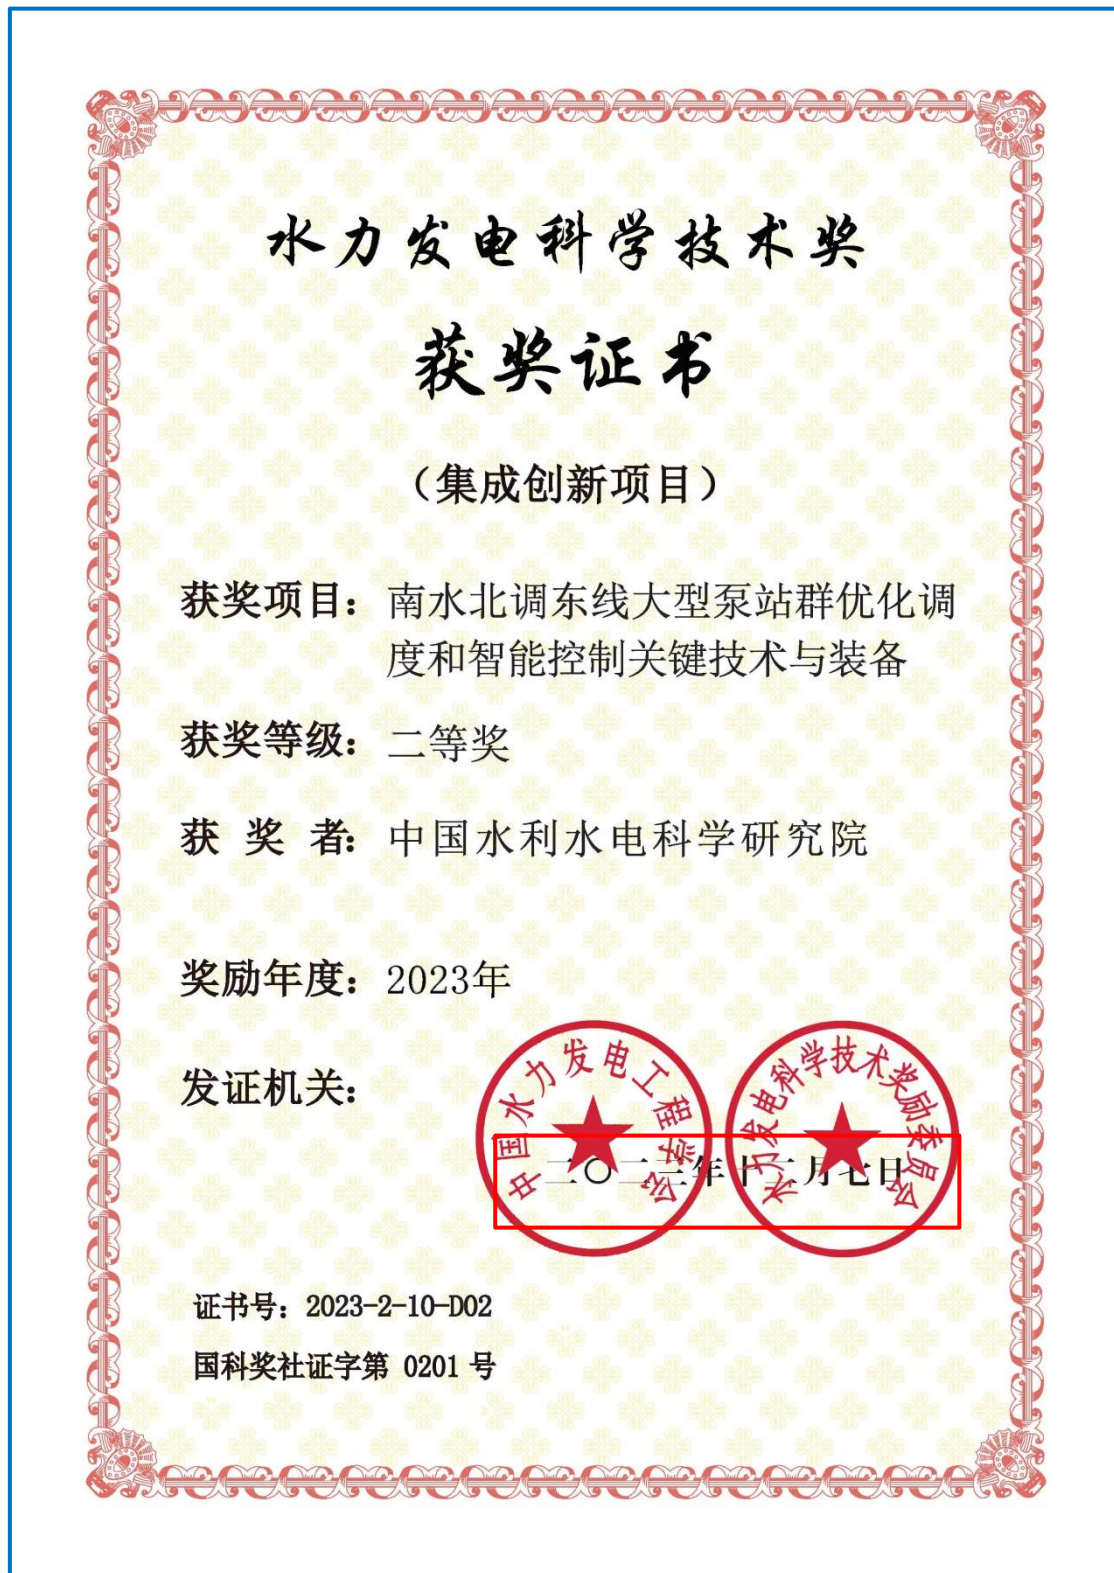 水力发电科学技术奖
获奖证书
（集成创新项目）
获奖项目：南水北调东线大型泵站群优化调
度和智能控制关键技术与装备
获奖等级：二等奖
获奖者：中国水利水电科学研究院
奖励年度：2023年
发证机关：
中国水力发电工程学会
水力发电科学技术奖励委员会
二〇二三年十二月七日
证书号：2023-2-10-D02
国科奖社证字第 0201 号